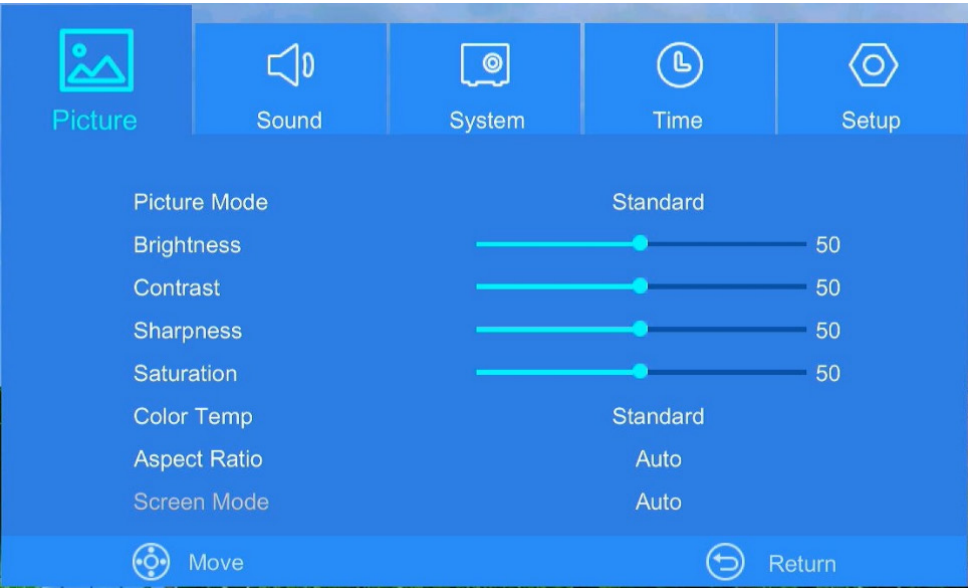 Picture Sound System Time Setup
Picture Mode Standard
Brightness 50
Contrast 50
Sharpness 50
Saturation 50
Color Temp Standard
Aspect Ratio Auto
Screen Mode Auto
Move Return